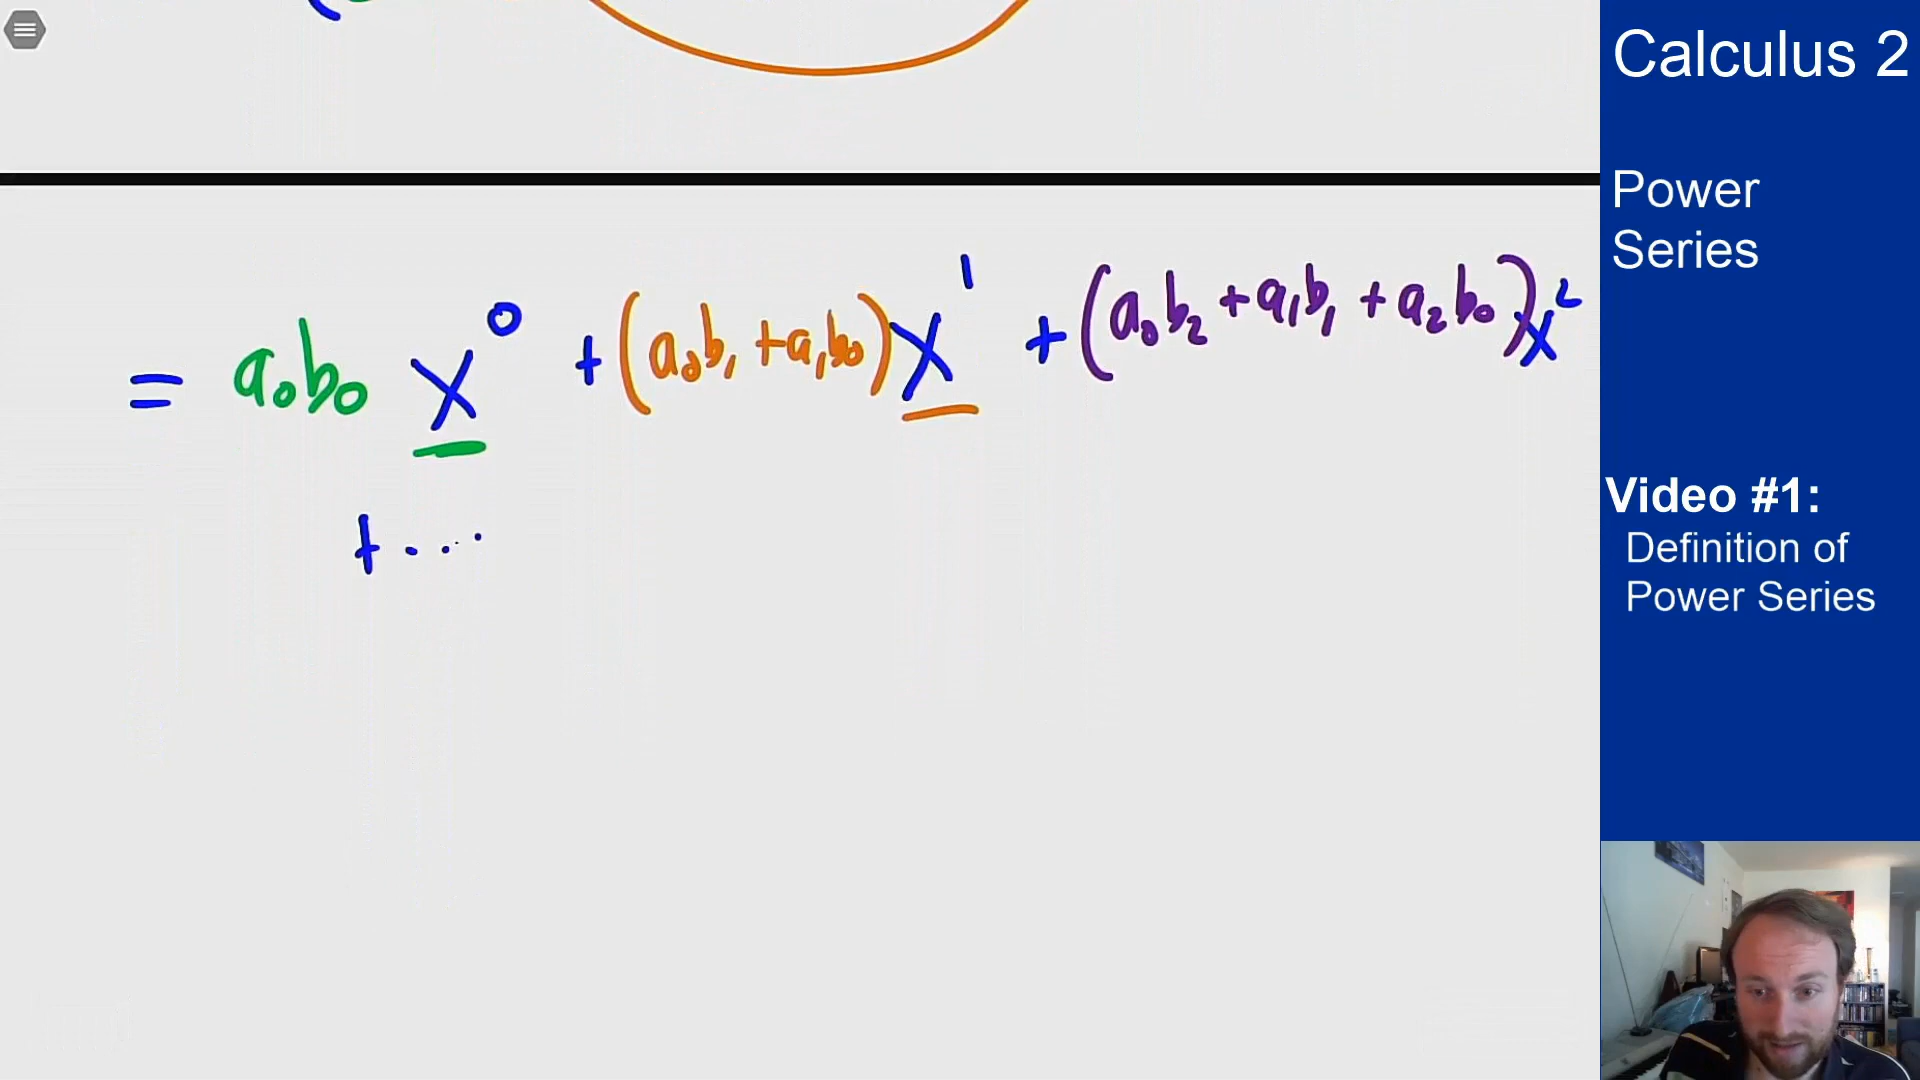 = a₀b₀ x⁰ + (a₀b₁ + a₁b₀)x¹ + (a₀b₂ + a₁b₁ + a₂b₀)x²
+ ....
Calculus 2
Power
Series
Video #1:
Definition of
Power Series